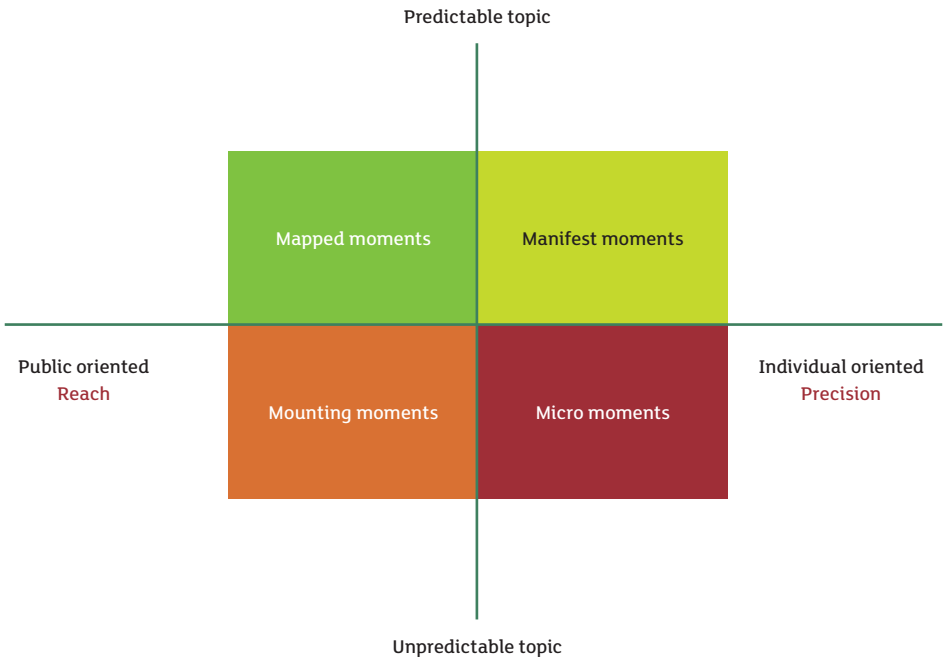 Predictable topic
Mapped moments
Manifest moments
Public oriented
Reach
Individual oriented
Precision
Mounting moments
Micro moments
Unpredictable topic